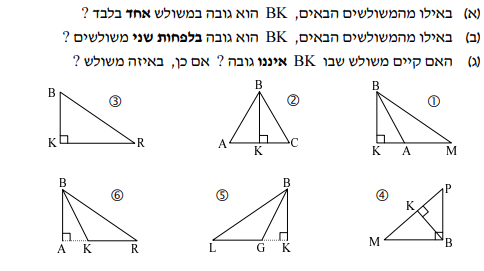 (א) באילו מהמשולשים הבאים, BK הוא גובה במשולש אחד בלבד ?
(ב) באילו מהמשולשים הבאים, BK הוא גובה בלפחות שני משולשים ?
(ג) האם קיים משולש שבו BK איננו גובה ? אם כן, באיזה משולש ?
B ③ B ② B ①
K R A K C K A M
B ⑥ ⑤ B ④ P
K
A K R L G K M B